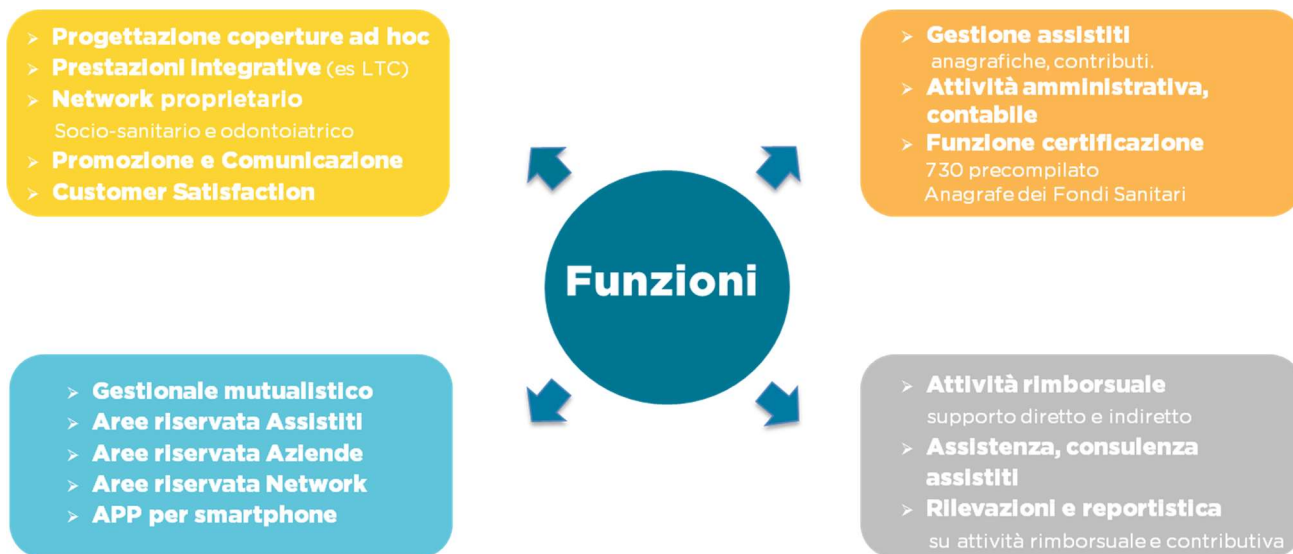 ➢ Progettazione coperture ad hoc
➢ Prestazioni integrative (es LTC)
➢ Network proprietario
Socio-sanitario e odontoiatrico
➢ Promozione e Comunicazione
➢ Customer Satisfaction
➢ Gestione assistiti
anagrafiche, contributi.
➢ Attività amministrativa,
contabile
➢ Funzione certificazione
730 precompilato
Anagrafe dei Fondi Sanitari
Funzioni
➢ Gestionale mutualistico
➢ Aree riservata Assistiti
➢ Aree riservata Aziende
➢ Aree riservata Network
➢ APP per smartphone
➢ Attività rimborsuale
supporto diretto e indiretto
➢ Assistenza, consulenza
assistiti
➢ Rilevazioni e reportistica
su attività rimborsuale e contributiva